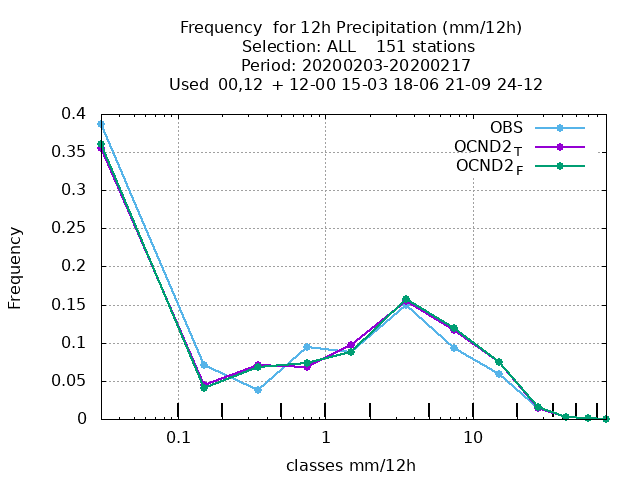 Frequency  for 12h Precipitation (mm/12h)
Selection: ALL    151 stations
Period: 20200203-20200217
Used  00,12  + 12-00 15-03 18-06 21-09 24-12
OBS
OCND2T
OCND2F
0.4
0.35
0.3
0.25
0.2
0.15
0.1
0.05
0
Frequency
0.1 1 10
classes mm/12h